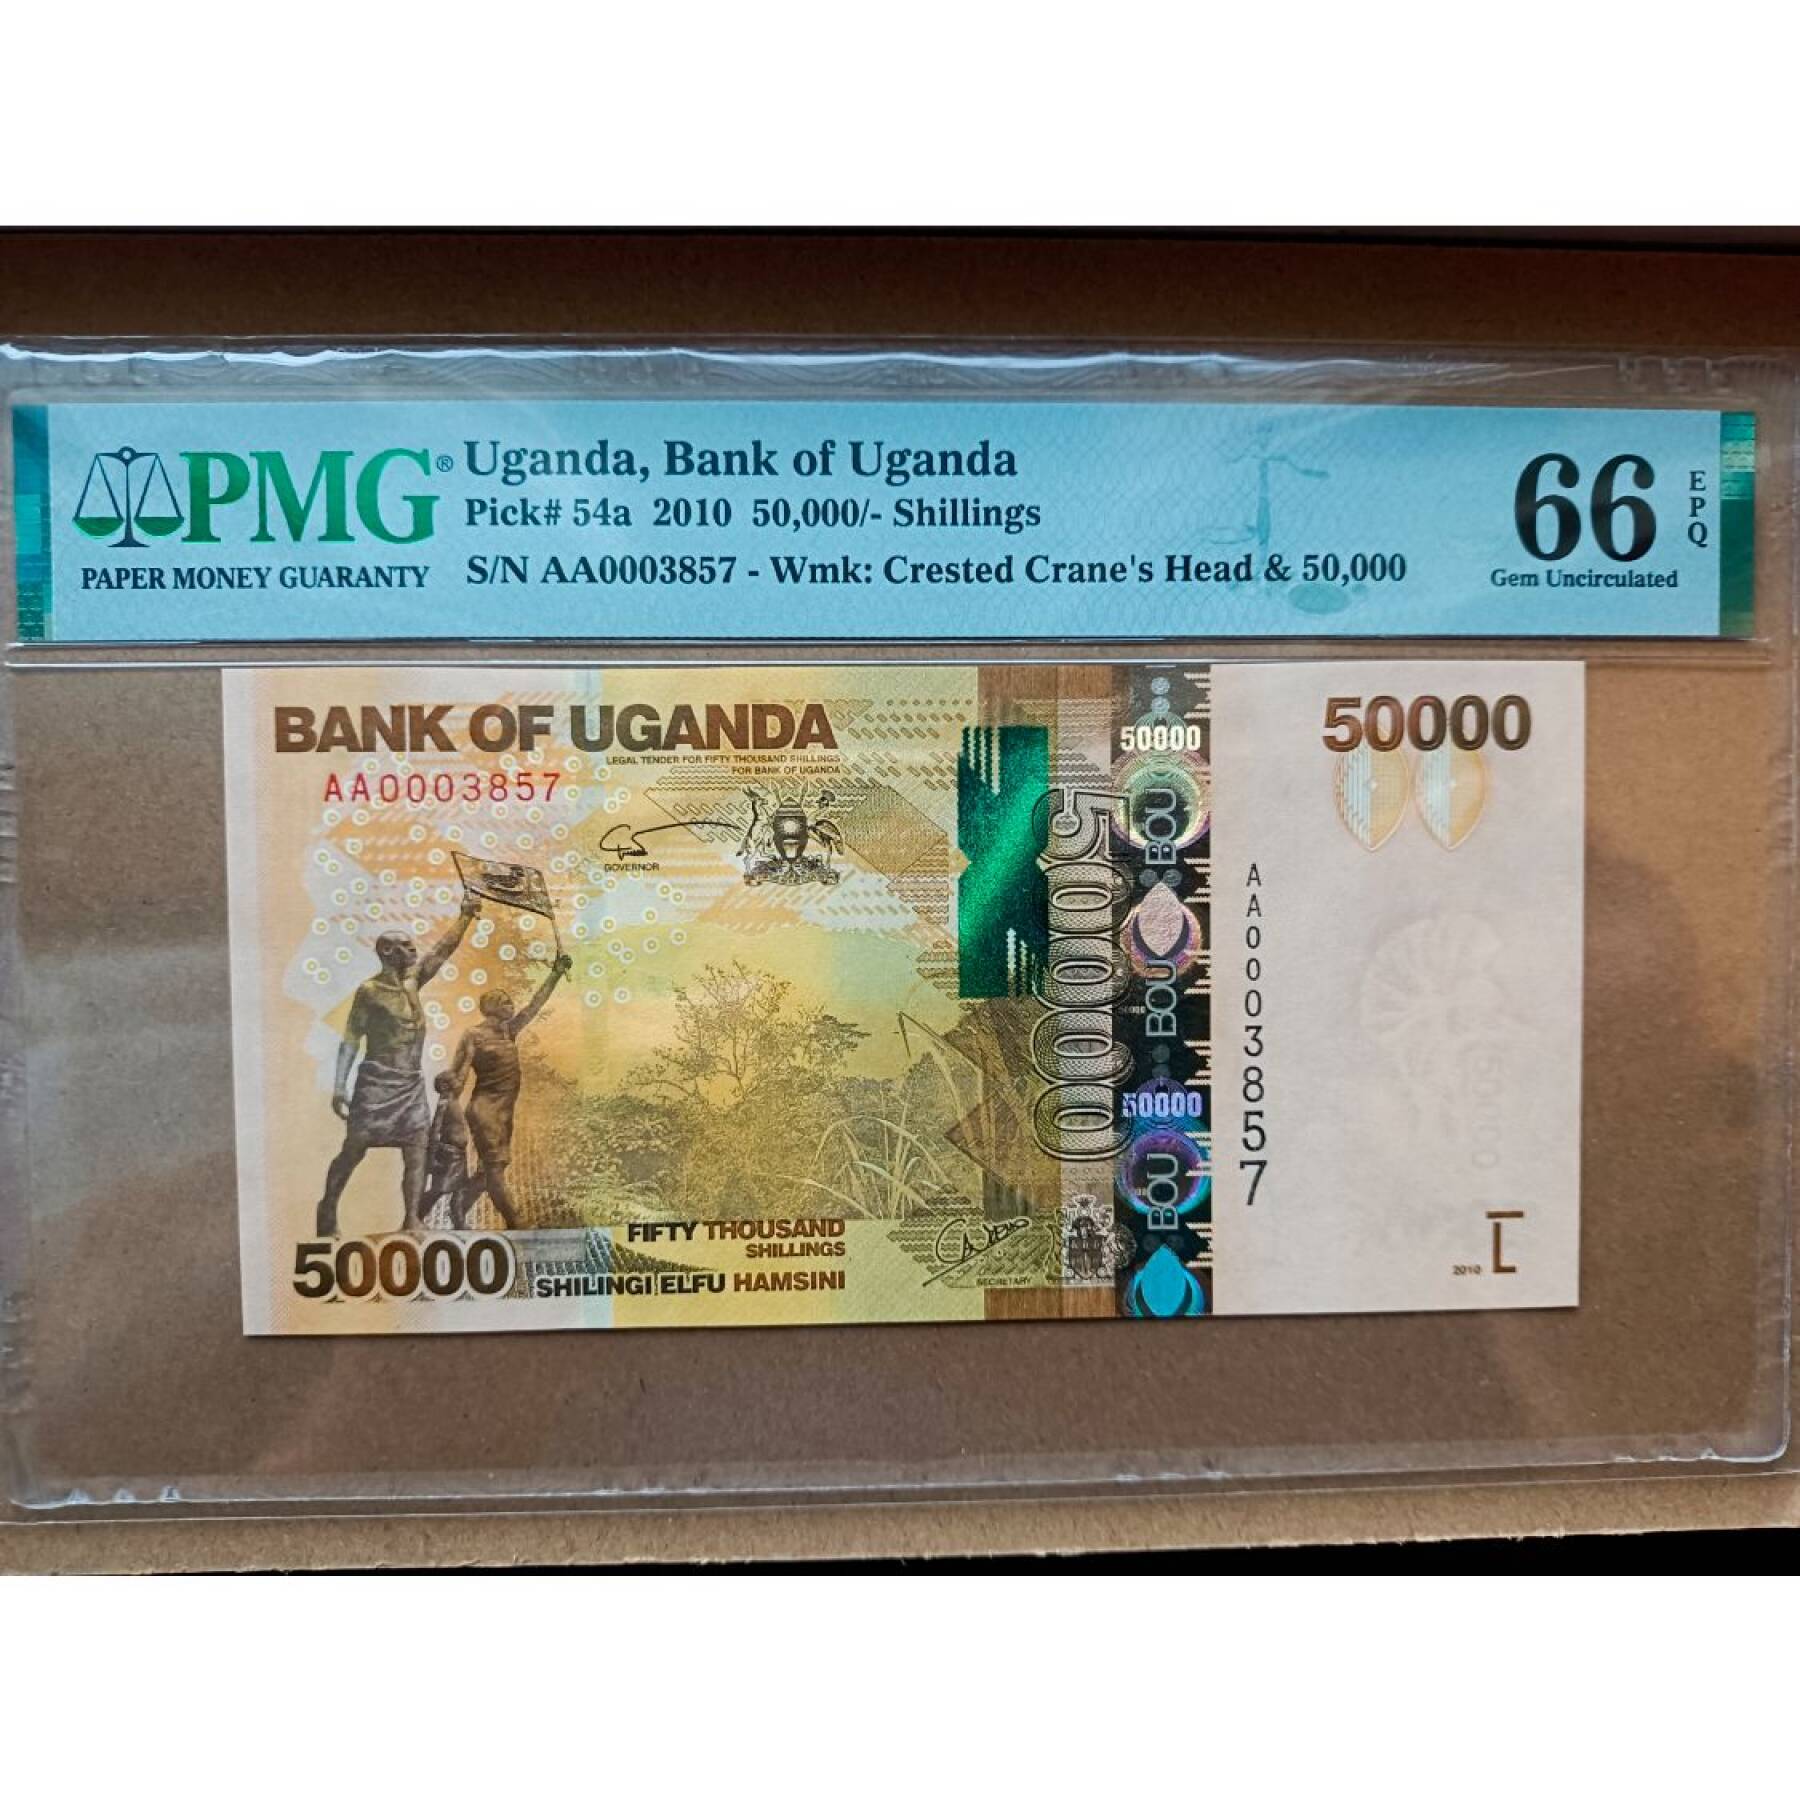 PMG®
PAPER MONEY GUARANTY
Uganda, Bank of Uganda
Pick# 54a 2010 50,000/- Shillings
S/N AA0003857 - Wmk: Crested Crane's Head & 50,000
66
EPQ
Gem Uncirculated
BANK OF UGANDA
LEGAL TENDER FOR FIFTY THOUSAND SHILLINGS
FOR BANK OF UGANDA
AA0003857
GOVERNOR
50000
FIFTY THOUSAND
SHILLINGS
SHILINGI ELFU HAMSINI
SECRETARY
50000
50000
BOU
BOU
50000
BOU
50000
AA0003857
2010